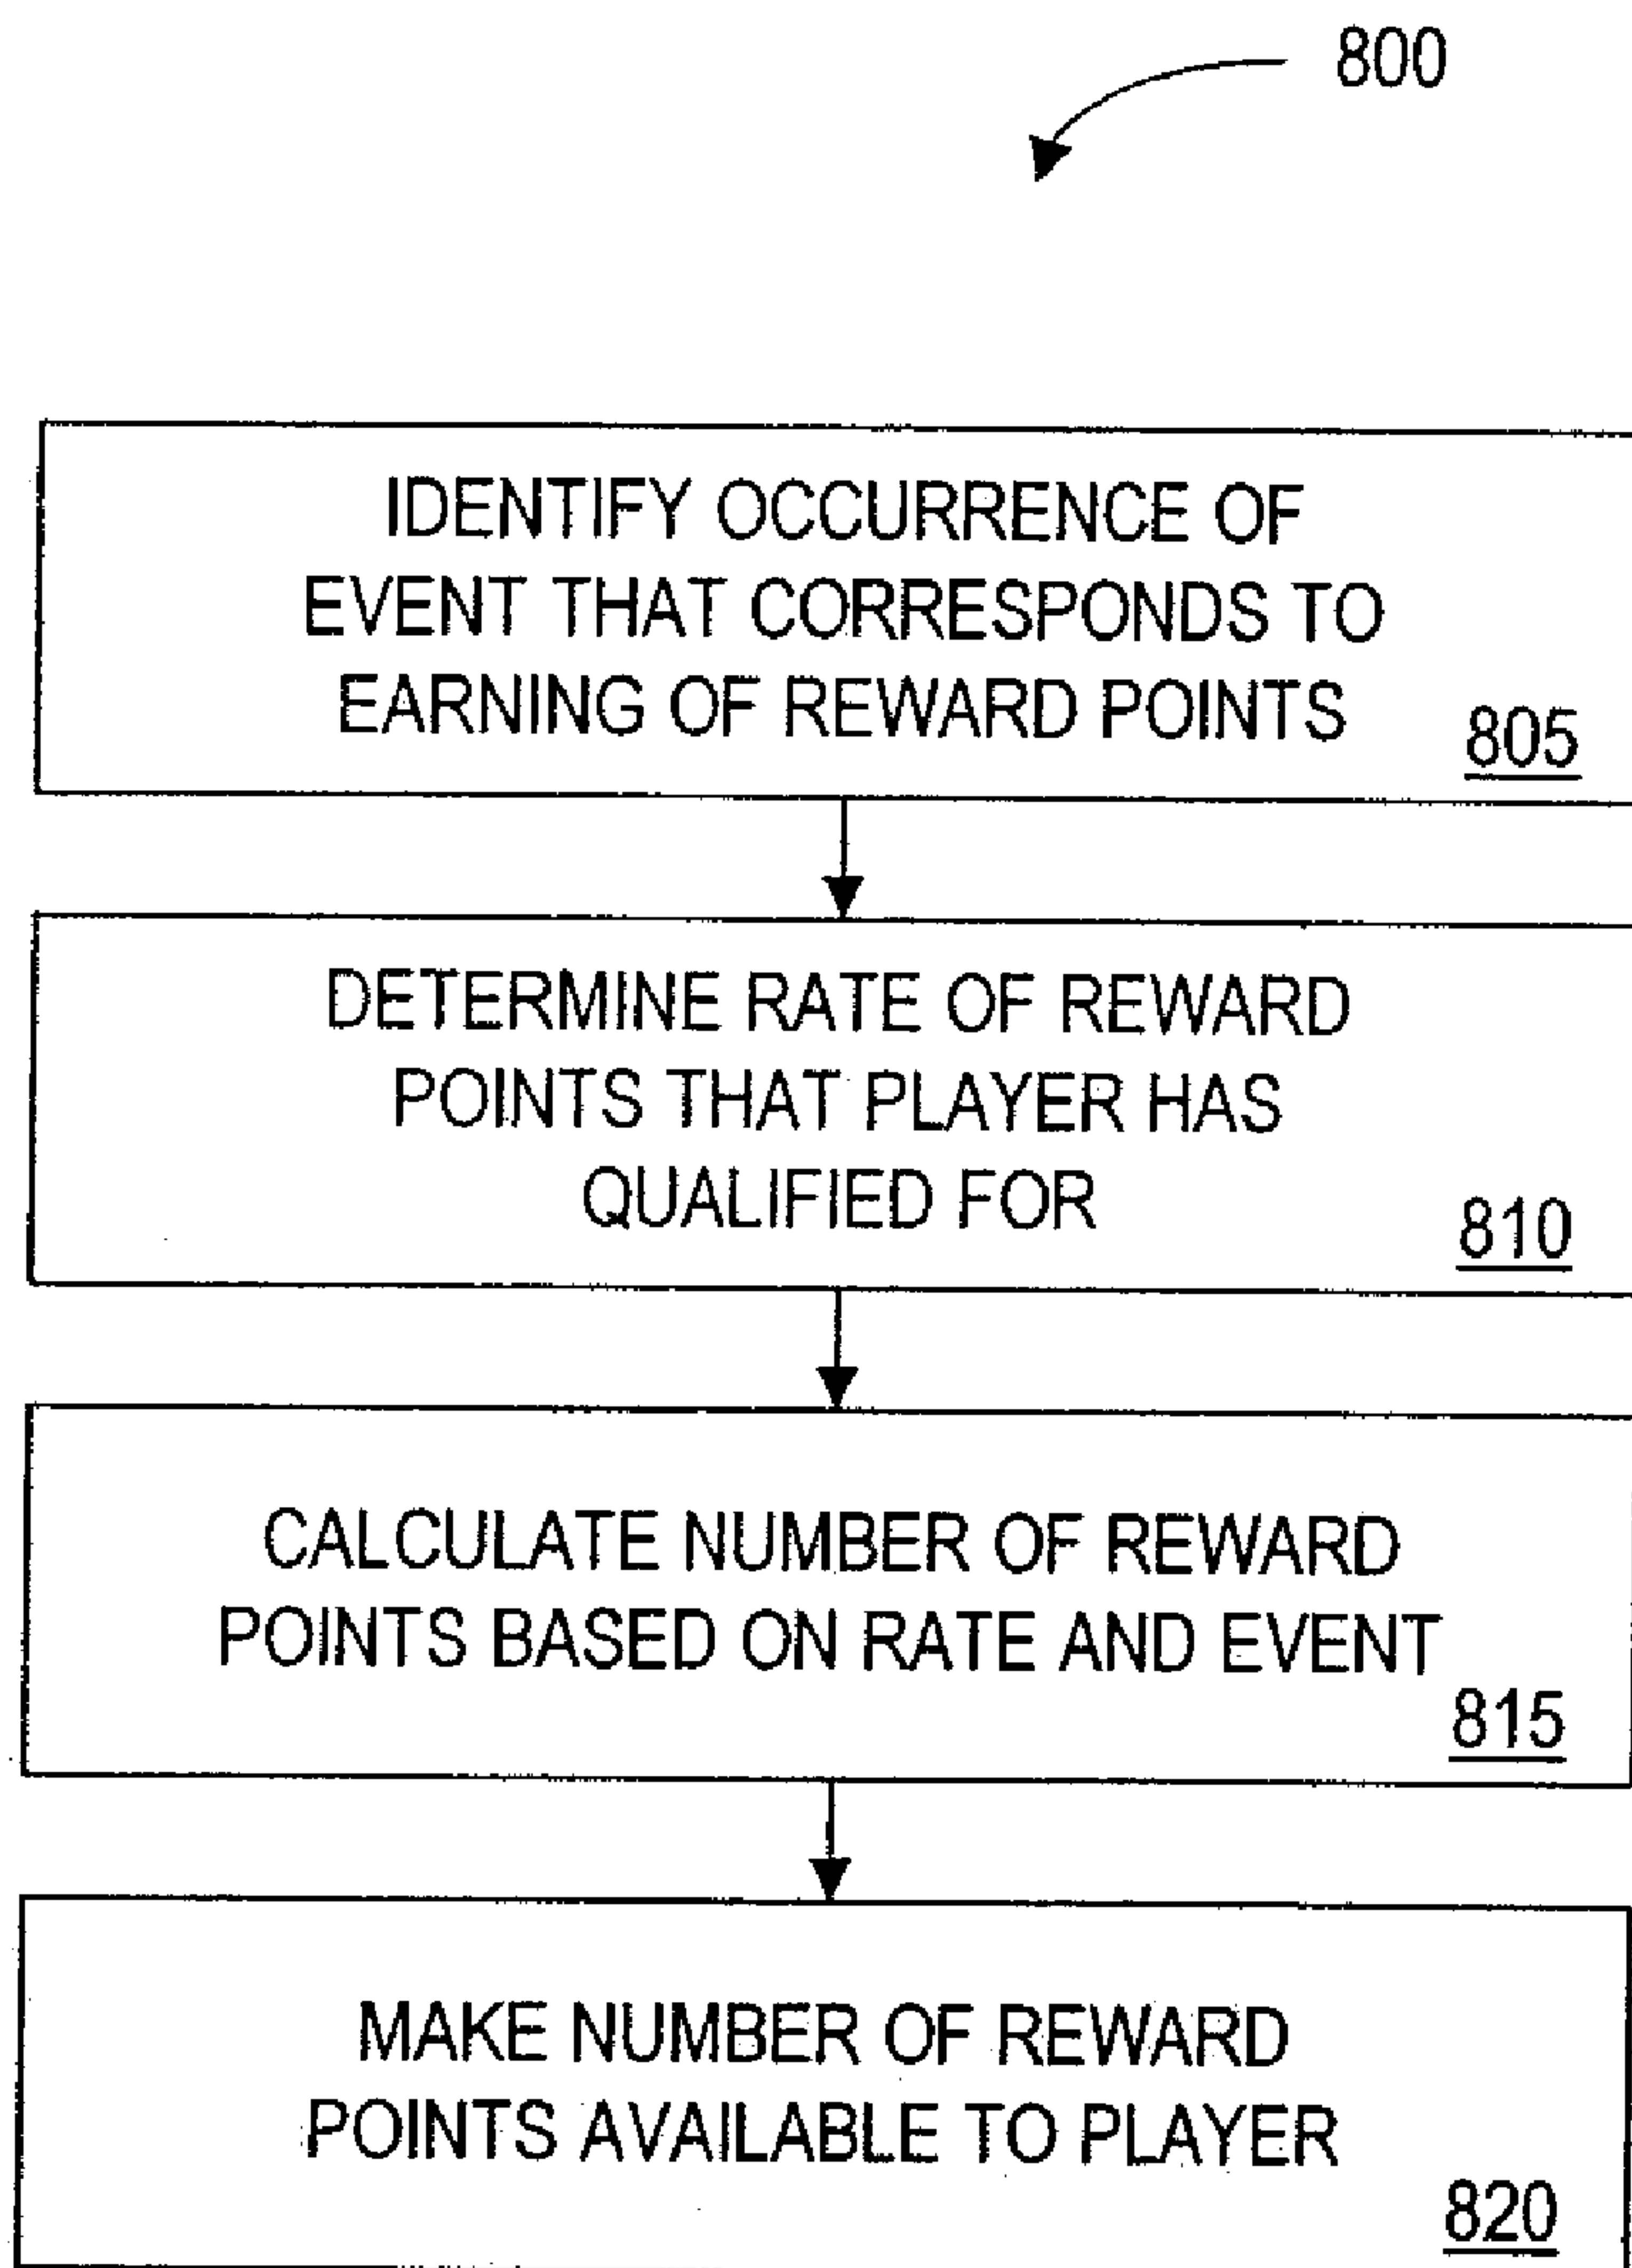 800
IDENTIFY OCCURRENCE OF
EVENT THAT CORRESPONDS TO
EARNING OF REWARD POINTS
805
DETERMINE RATE OF REWARD
POINTS THAT PLAYER HAS
QUALIFIED FOR
810
CALCULATE NUMBER OF REWARD
POINTS BASED ON RATE AND EVENT
815
MAKE NUMBER OF REWARD
POINTS AVAILABLE TO PLAYER
820